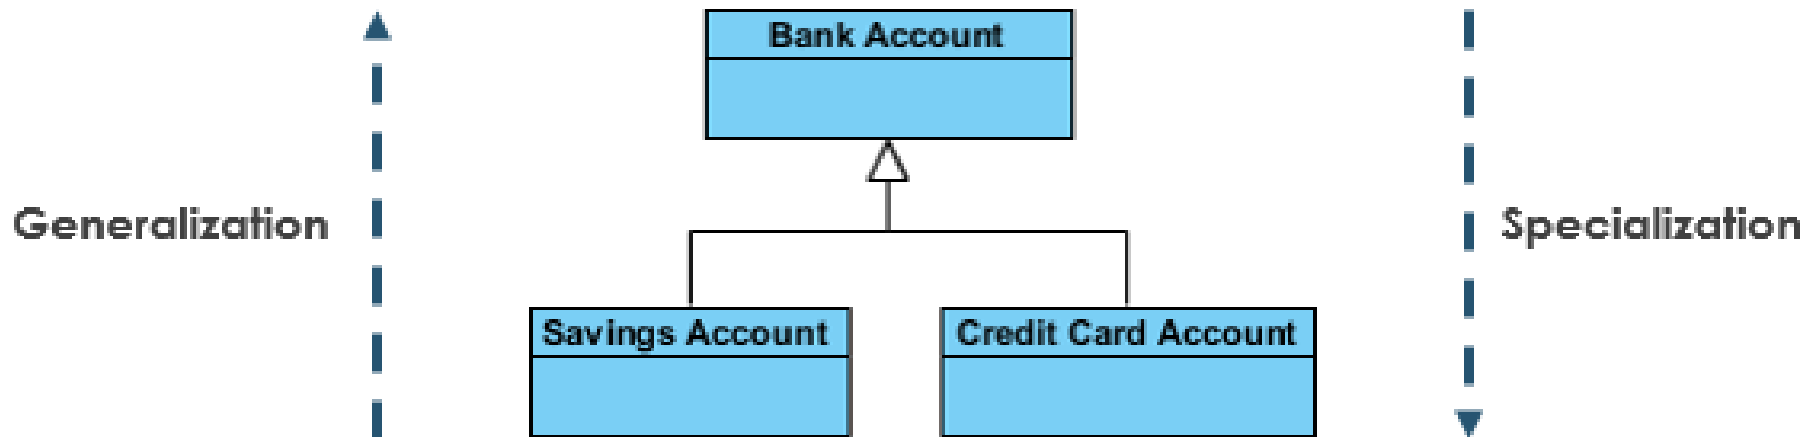 Bank Account
Generalization
Specialization
Savings Account
Credit Card Account